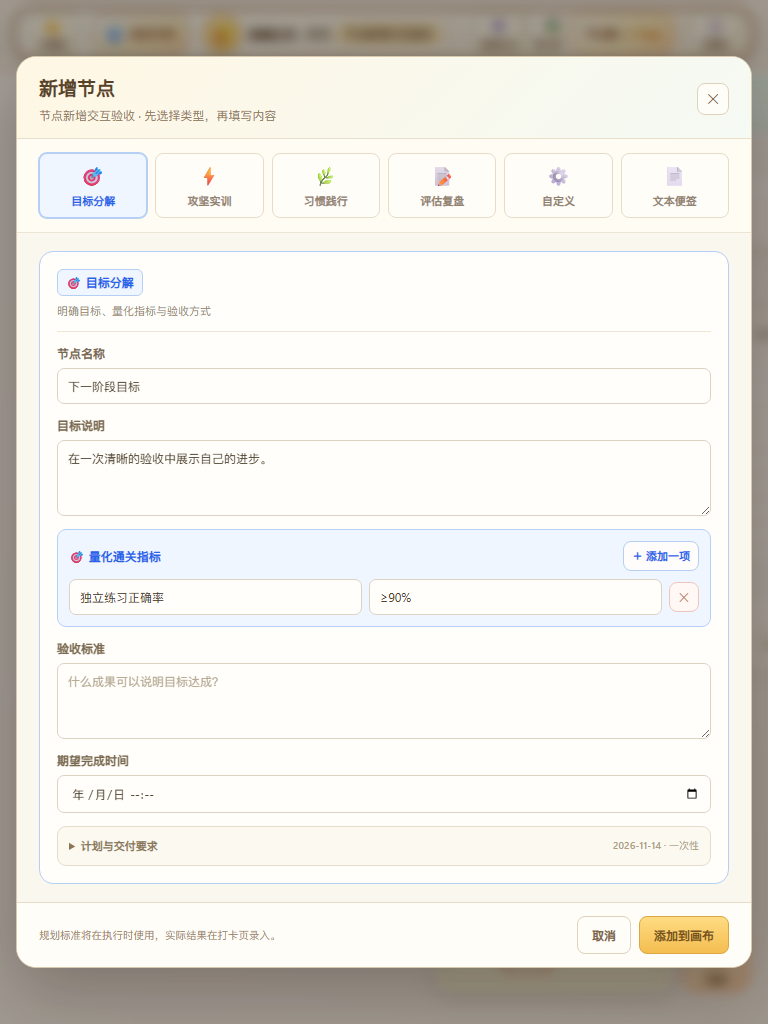 新增节点
节点新增交互验收 · 先选择类型，再填写内容
目标分解
攻坚实训
习惯践行
评估复盘
自定义
文本便签
目标分解
明确目标、量化指标与验收方式
节点名称
下一阶段目标
目标说明
在一次清晰的验收中展示自己的进步。
量化通关指标
+ 添加一项
独立练习正确率
≥90%
验收标准
什么成果可以说明目标达成?
期望完成时间
年 /月/日 --:--
计划与交付要求
2026-11-14 · 一次性
规划标准将在执行时使用，实际结果在打卡页录入。
取消
添加到画布